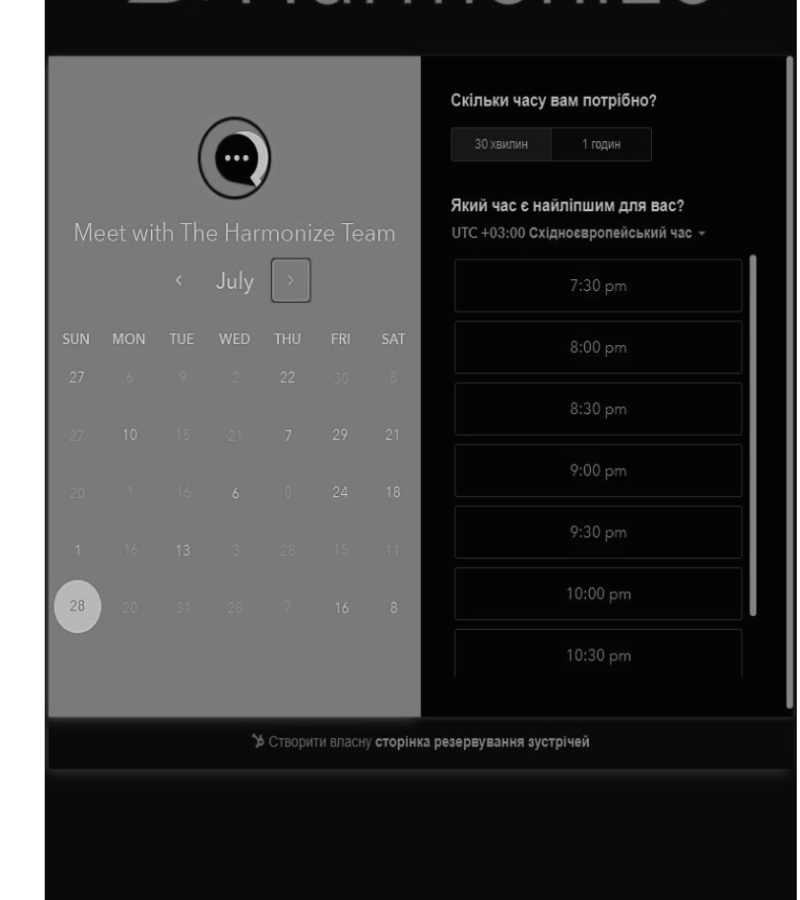 Harmonize
Meet with The Harmonize Team
July
SUN MON TUE WED THU FRI SAT
27 6 9 2 22 30 8
27 10 15 21 7 29 21
20 1 16 6 8 24 18
1 16 13 3 28 15 11
28 20 31 28 7 16 8
Скільки часу вам потрібно?
30 хвилин 1 годин
Який час є найліпшим для вас?
UTC +03:00 Східноєвропейський час
7:30 pm
8:00 pm
8:30 pm
9:00 pm
9:30 pm
10:00 pm
10:30 pm
Створити власну сторінка резервування зустрічей